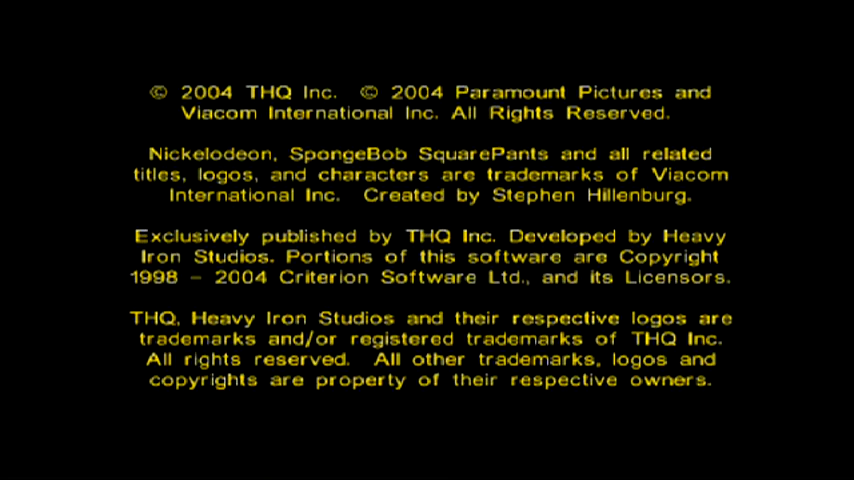 © 2004 THQ Inc. © 2004 Paramount Pictures and
Viacom International Inc. All Rights Reserved.
Nickelodeon, SpongeBob SquarePants and all related
titles, logos, and characters are trademarks of Viacom
International Inc. Created by Stephen Hillenburg.
Exclusively published by THQ Inc. Developed by Heavy
Iron Studios. Portions of this software are Copyright
1998 - 2004 Criterion Software Ltd., and its Licensors.
THQ, Heavy Iron Studios and their respective logos are
trademarks and/or registered trademarks of THQ Inc.
All rights reserved. All other trademarks, logos and
copyrights are property of their respective owners.